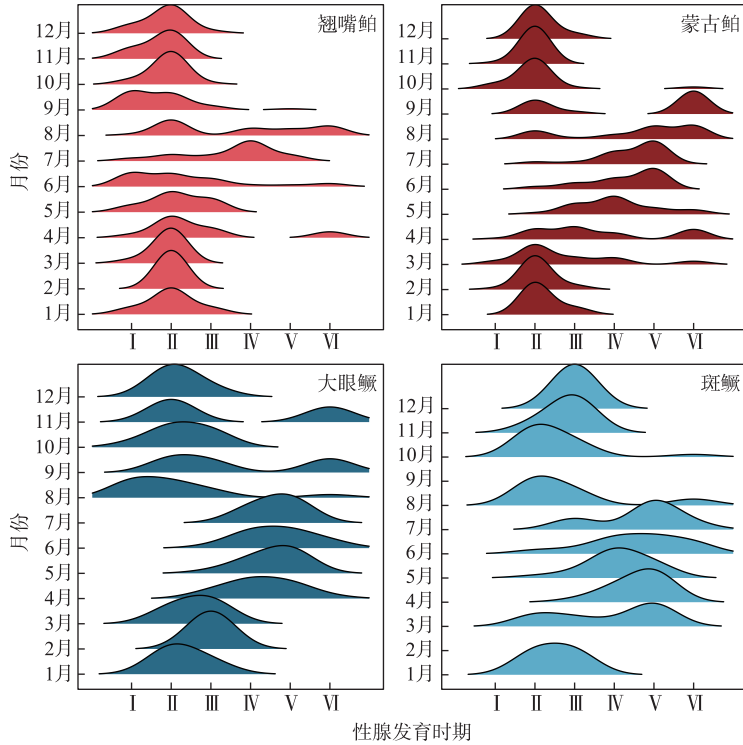 翘嘴鲌
12月
11月
10月
9月
8月
7月
6月
5月
4月
3月
2月
1月
Ⅰ Ⅱ Ⅲ Ⅳ Ⅴ Ⅵ
月份
蒙古鲌
12月
11月
10月
9月
8月
7月
6月
5月
4月
3月
2月
1月
Ⅰ Ⅱ Ⅲ Ⅳ Ⅴ Ⅵ
大眼鳜
12月
11月
10月
9月
8月
7月
6月
5月
4月
3月
2月
1月
Ⅰ Ⅱ Ⅲ Ⅳ Ⅴ Ⅵ
月份
斑鳜
12月
11月
10月
9月
8月
7月
6月
5月
4月
3月
1月
Ⅰ Ⅱ Ⅲ Ⅳ Ⅴ Ⅵ
性腺发育时期